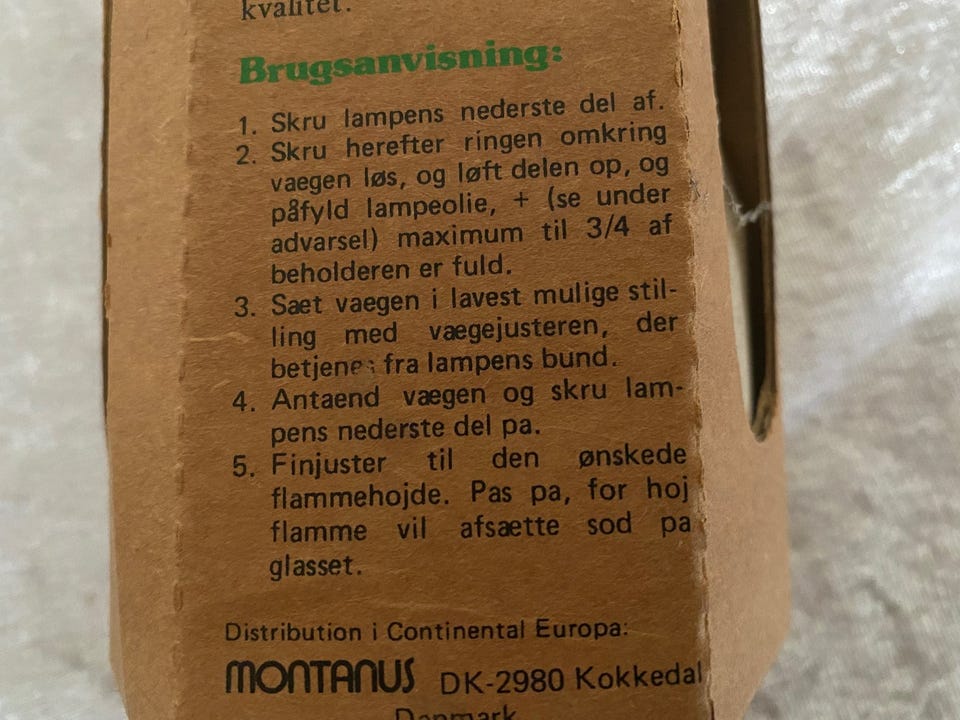 kvalitet.
Brugsanvisning:
1. Skru lampens nederste del af.
2. Skru herefter ringen omkring
vaegen løs, og løft delen op, og
påfyld lampeolie, + (se under
advarsel) maximum til 3/4 af
beholderen er fuld.
3. Sæt vaegen i lavest mulige stil-
ling med vægejusteren, der
betjenes fra lampens bund.
4. Antaend vægen og skru lam-
pens nederste del pa.
5. Finjuster til den ønskede
flammehojde. Pas pa, for hoj
flamme vil afsætte sod pa
glasset.
Distribution i Continental Europa:
MONTANUS DK-2980 Kokkedal
Danmark